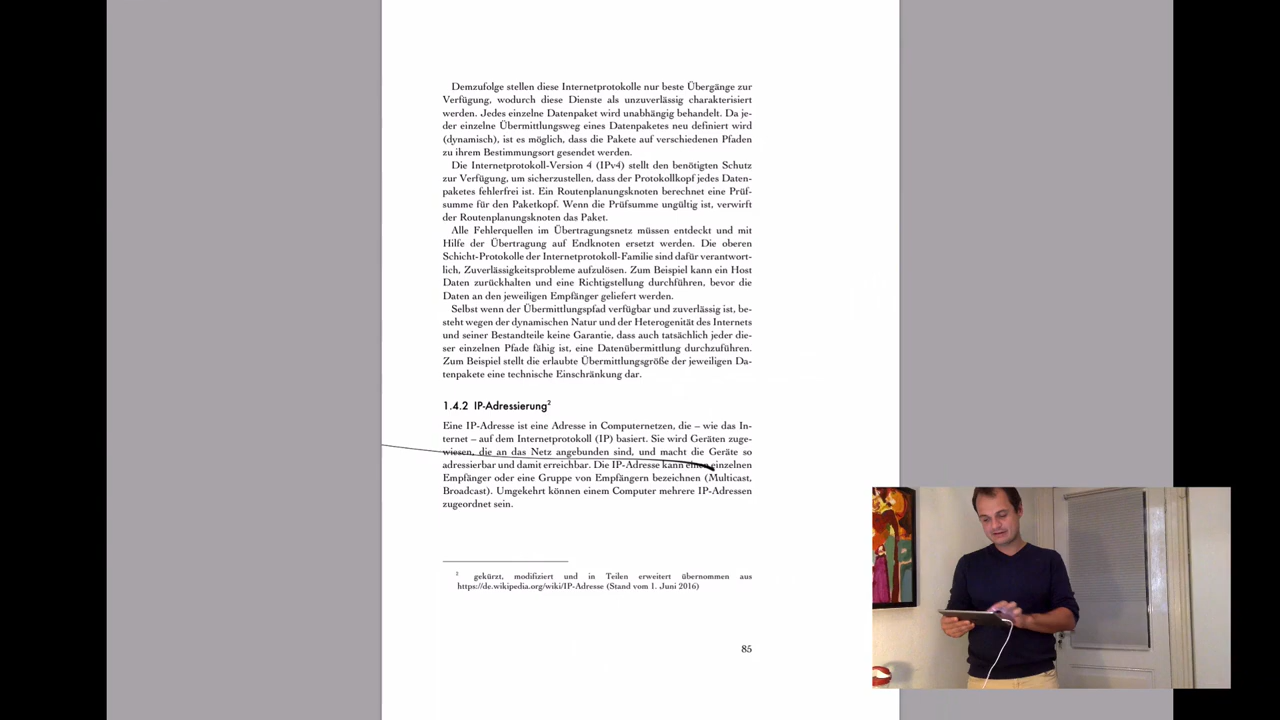 Demzufolge stellen diese Internetprotokolle nur beste Übergänge zur
Verfügung, wodurch diese Dienste als unzuverlässig charakterisiert
werden. Jedes einzelne Datenpaket wird unabhängig behandelt. Da je-
der einzelne Übermittlungsweg eines Datenpaketes neu definiert wird
(dynamisch), ist es möglich, dass die Pakete auf verschiedenen Pfaden
zu ihrem Bestimmungsort gesendet werden.
Die Internetprotokoll-Version 4 (IPv4) stellt den benötigten Schutz
zur Verfügung, um sicherzustellen, dass der Protokollkopf jedes Daten-
paketes fehlerfrei ist. Ein Routenplanungsknoten berechnet eine Prüf-
summe für den Paketkopf. Wenn die Prüfsumme ungültig ist, verwirft
der Routenplanungsknoten das Paket.
Alle Fehlerquellen im Übertragungsnetz müssen entdeckt und mit
Hilfe der Übertragung auf Endknoten ersetzt werden. Die oberen
Schicht-Protokolle der Internetprotokoll-Familie sind dafür verantwort-
lich, Zuverlässigkeitsprobleme aufzulösen. Zum Beispiel kann ein Host
Daten zurückhalten und eine Richtigstellung durchführen, bevor die
Daten an den jeweiligen Empfänger geliefert werden.
Selbst wenn der Übermittlungspfad verfügbar und zuverlässig ist, be-
steht wegen der dynamischen Natur und der Heterogenität des Internets
und seiner Bestandteile keine Garantie, dass auch tatsächlich jeder die-
ser einzelnen Pfade fähig ist, eine Datenübermittlung durchzuführen.
Zum Beispiel stellt die erlaubte Übermittlungsgröße der jeweiligen Da-
tenpakete eine technische Einschränkung dar.
1.4.2 IP-Adressierung²
Eine IP-Adresse ist eine Adresse in Computernetzen, die – wie das In-
ternet – auf dem Internetprotokoll (IP) basiert. Sie wird Geräten zuge-
wiesen, die an das Netz angebunden sind, und macht die Geräte so
adressierbar und damit erreichbar. Die IP-Adresse kann einen einzelnen
Empfänger oder eine Gruppe von Empfängern bezeichnen (Multicast,
Broadcast). Umgekehrt können einem Computer mehrere IP-Adressen
zugeordnet sein.
² gekürzt, modifiziert und in Teilen erweitert übernommen aus
https://de.wikipedia.org/wiki/IP-Adresse (Stand vom 1. Juni 2016)
85